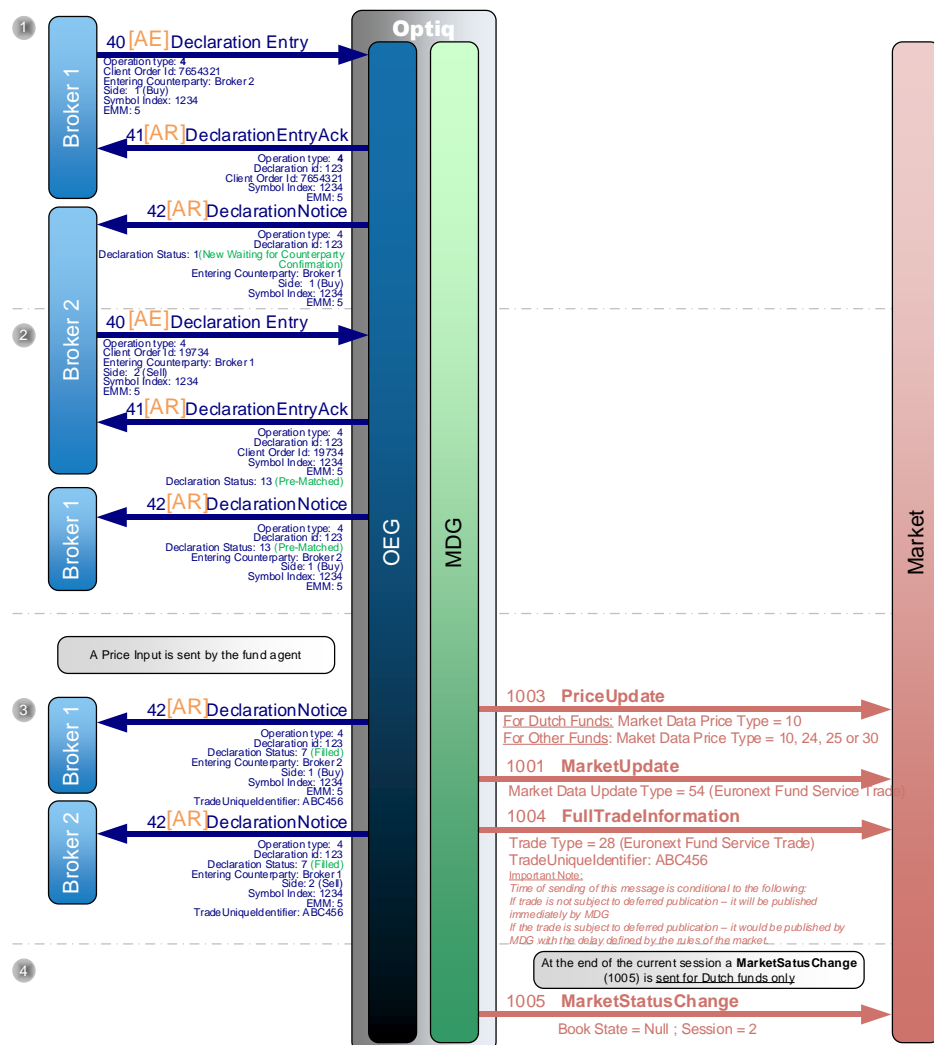 1
Optiq
Broker 1
40 [AE] Declaration Entry
Operation type: 4
Client Order Id: 7654321
Entering Counterparty: Broker 2
Side: 1 (Buy)
Symbol Index: 1234
EMM: 5
41[AR]DeclarationEntryAck
Operation type: 4
Declaration id: 123
Client Order Id: 7654321
Symbol Index: 1234
EMM: 5
Broker 2
42[AR]DeclarationNotice
Operation type: 4
Declaration id: 123
Declaration Status: 1(New Waiting for Counterparty
Confirmation)
Entering Counterparty: Broker 1
Side: 1 (Buy)
Symbol Index: 1234
EMM: 5
2
40 [AE] Declaration Entry
Operation type: 4
Client Order Id: 19734
Entering Counterparty: Broker 1
Side: 2 (Sell)
Symbol Index: 1234
EMM: 5
41[AR]DeclarationEntryAck
Operation type: 4
Declaration id: 123
Client Order Id: 19734
Symbol Index: 1234
EMM: 5
Declaration Status: 13 (Pre-Matched)
Broker 1
42[AR]DeclarationNotice
Operation type: 4
Declaration id: 123
Declaration Status: 13 (Pre-Matched)
Entering Counterparty: Broker 2
Side: 1 (Buy)
Symbol Index: 1234
EMM: 5
OEG
MDG
Market
A Price Input is sent by the fund agent
3
Broker 1
42[AR]DeclarationNotice
Operation type: 4
Declaration id: 123
Declaration Status: 7 (Filled)
Entering Counterparty: Broker 2
Side: 1 (Buy)
Symbol Index: 1234
EMM: 5
TradeUniqueIdentifier: ABC456
Broker 2
42[AR]DeclarationNotice
Operation type: 4
Declaration id: 123
Declaration Status: 7 (Filled)
Entering Counterparty: Broker 1
Side: 2 (Sell)
Symbol Index: 1234
EMM: 5
TradeUniqueIdentifier: ABC456
1003 PriceUpdate
For Dutch Funds: Market Data Price Type = 10
For Other Funds: Maket Data Price Type = 10, 24, 25 or 30
1001 MarketUpdate
Market Data Update Type = 54 (Euronext Fund Service Trade)
1004 FullTradeInformation
Trade Type = 28 (Euronext Fund Service Trade)
TradeUniqueIdentifier: ABC456
Important Note:
Time of sending of this message is conditional to the following:
If trade is not subject to deferred publication – it will be published
immediately by MDG
If the trade is subject to deferred publication – it would be published by
MDG with the delay defined by the rules of the market.
4
At the end of the current session a MarketSatusChange
(1005) is sent for Dutch funds only
1005 MarketStatusChange
Book State = Null ; Session = 2